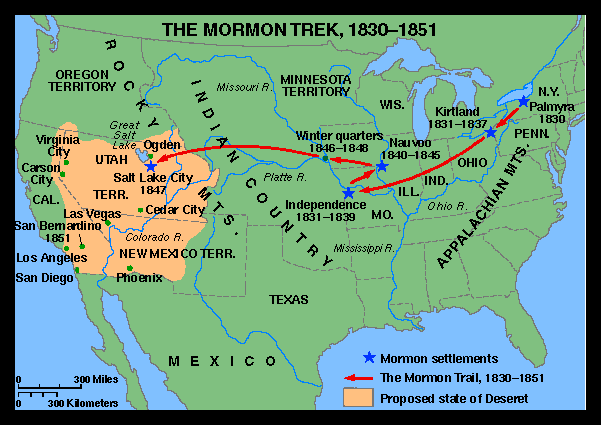 THE MORMON TREK, 1830–1851
OREGON
TERRITORY
ROCKY
MTS.
INDIAN
COUNTRY
Missouri R.
MINNESOTA
TERRITORY
WIS.
Kirtland
1831–1837
N.Y.
Palmyra
1830
PENN.
Great
Salt
Lake
Ogden
Virginia
City
Carson
City
UTAH
TERR.
Salt Lake City
1847
Winter quarters
1846–1848
Nauvoo
1840–1845
OHIO
IND.
ILL.
Platte R.
Independence
1831–1839
MO.
Ohio R.
APPALACHIAN MTS.
CAL.
Las Vegas
Cedar City
San Bernardino
1851
Colorado R.
Mississippi R.
Los Angeles
NEW MEXICO TERR.
San Diego
Phoenix
TEXAS
MEXICO
Mormon settlements
The Mormon Trail, 1830–1851
Proposed state of Deseret
0 300 Miles
0 300 Kilometers